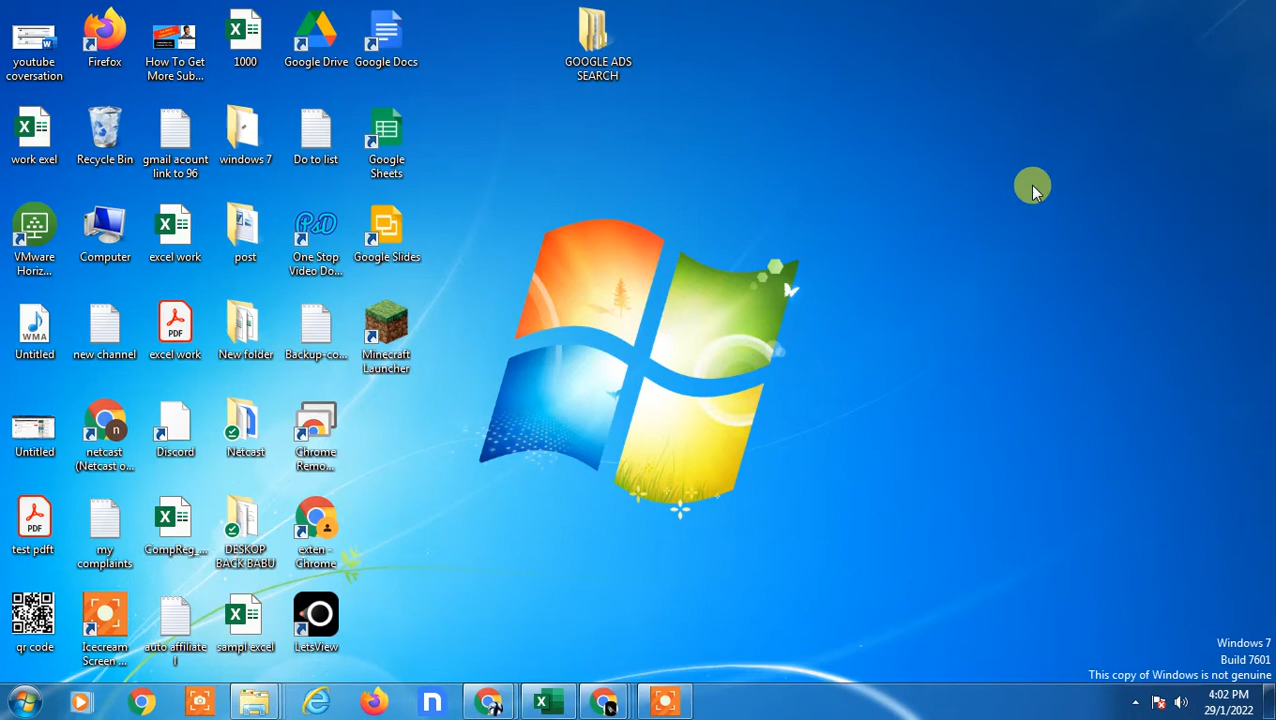 youtube
coversation
Firefox
How To Get
More Sub...
1000
Google Drive
Google Docs
GOOGLE ADS
SEARCH
work exel
Recycle Bin
gmail acount
link to 96
windows 7
Do to list
Google
Sheets
VMware
Horiz...
Computer
excel work
post
One Stop
Video Do...
Google Slides
WMA
Untitled
new channel
PDF
excel work
New folder
Backup-co...
Minecraft
Launcher
Untitled
n
netcast
(Netcast o...
Discord
Netcast
Chrome
Remo...
PDF
test pdft
my
complaints
CompReg_...
DESKOP
BACK BABU
exten -
Chrome
qr code
Icecream
Screen ...
auto affiliate
l
sampl excel
LetsView
Windows 7
Build 7601
This copy of Windows is not genuine
4:02 PM
29/1/2022